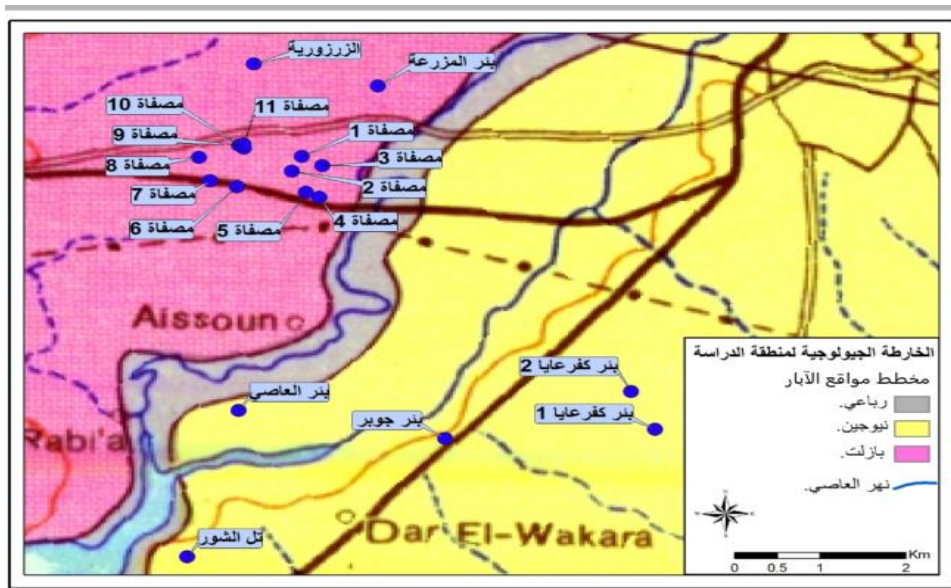 الزرزورية
بئر المزرعة
مصفاة 10
مصفاة 11
مصفاة 9
مصفاة 1
مصفاة 8
مصفاة 3
مصفاة 7
مصفاة 2
مصفاة 6
مصفاة 5
مصفاة 4
Aissoun
بئر العاصي
بئر كفرعايا 2
بئر جوبر
بئر كفرعايا 1
Rabi'a
تل الشور
Dar El-Wakara
الخارطة الجيولوجية لمنطقة الدراسة
مخطط مواقع الآبار
رباعي.
نيوجين.
بازلت.
نهر العاصي.
Km
0 0.5 1 2